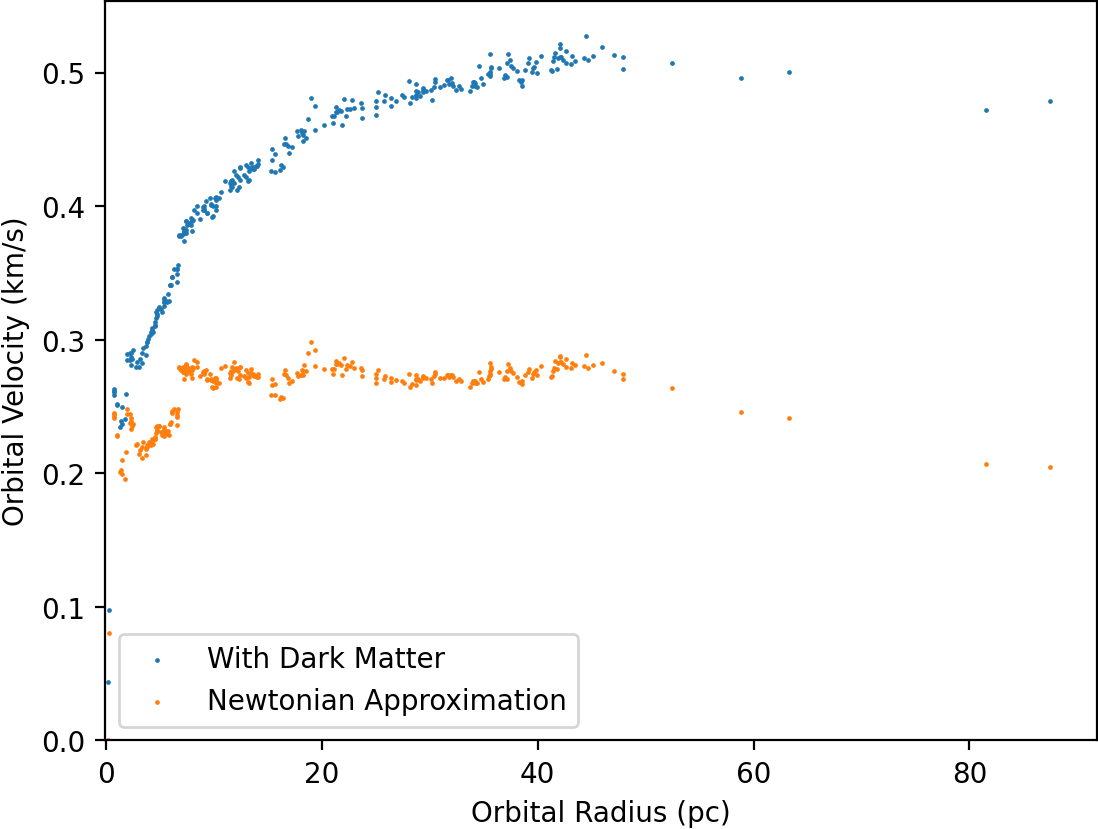 Orbital Velocity (km/s)
0.5
0.4
0.3
0.2
0.1
0.0
With Dark Matter
Newtonian Approximation
0 20 40 60 80
Orbital Radius (pc)